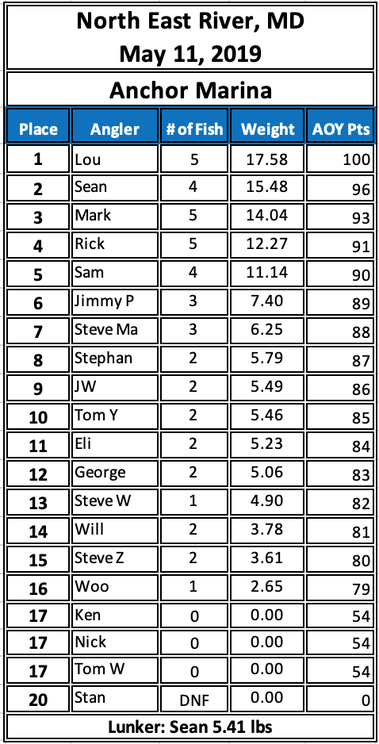 North East River, MD
May 11, 2019
Anchor Marina
Place Angler # of Fish Weight AOY Pts
1 Lou 5 17.58 100
2 Sean 4 15.48 96
3 Mark 5 14.04 93
4 Rick 5 12.27 91
5 Sam 4 11.14 90
6 Jimmy P 3 7.40 89
7 Steve Ma 3 6.25 88
8 Stephan 2 5.79 87
9 JW 2 5.49 86
10 Tom Y 2 5.46 85
11 Eli 2 5.23 84
12 George 2 5.06 83
13 Steve W 1 4.90 82
14 Will 2 3.78 81
15 Steve Z 2 3.61 80
16 Woo 1 2.65 79
17 Ken 0 0.00 54
17 Nick 0 0.00 54
17 Tom W 0 0.00 54
20 Stan DNF 0.00 0
Lunker: Sean 5.41 lbs